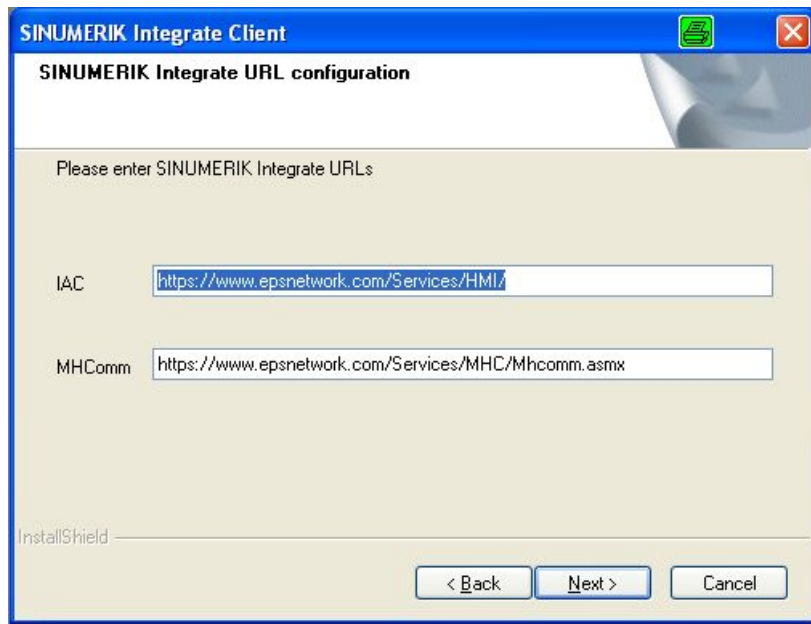 SINUMERIK Integrate Client
SINUMERIK Integrate URL configuration
Please enter SINUMERIK Integrate URLs
IAC https://www.epsnetwork.com/Services/HMI/
MHComm https://www.epsnetwork.com/Services/MHC/Mhcomm.asmx
InstallShield
< Back Next > Cancel